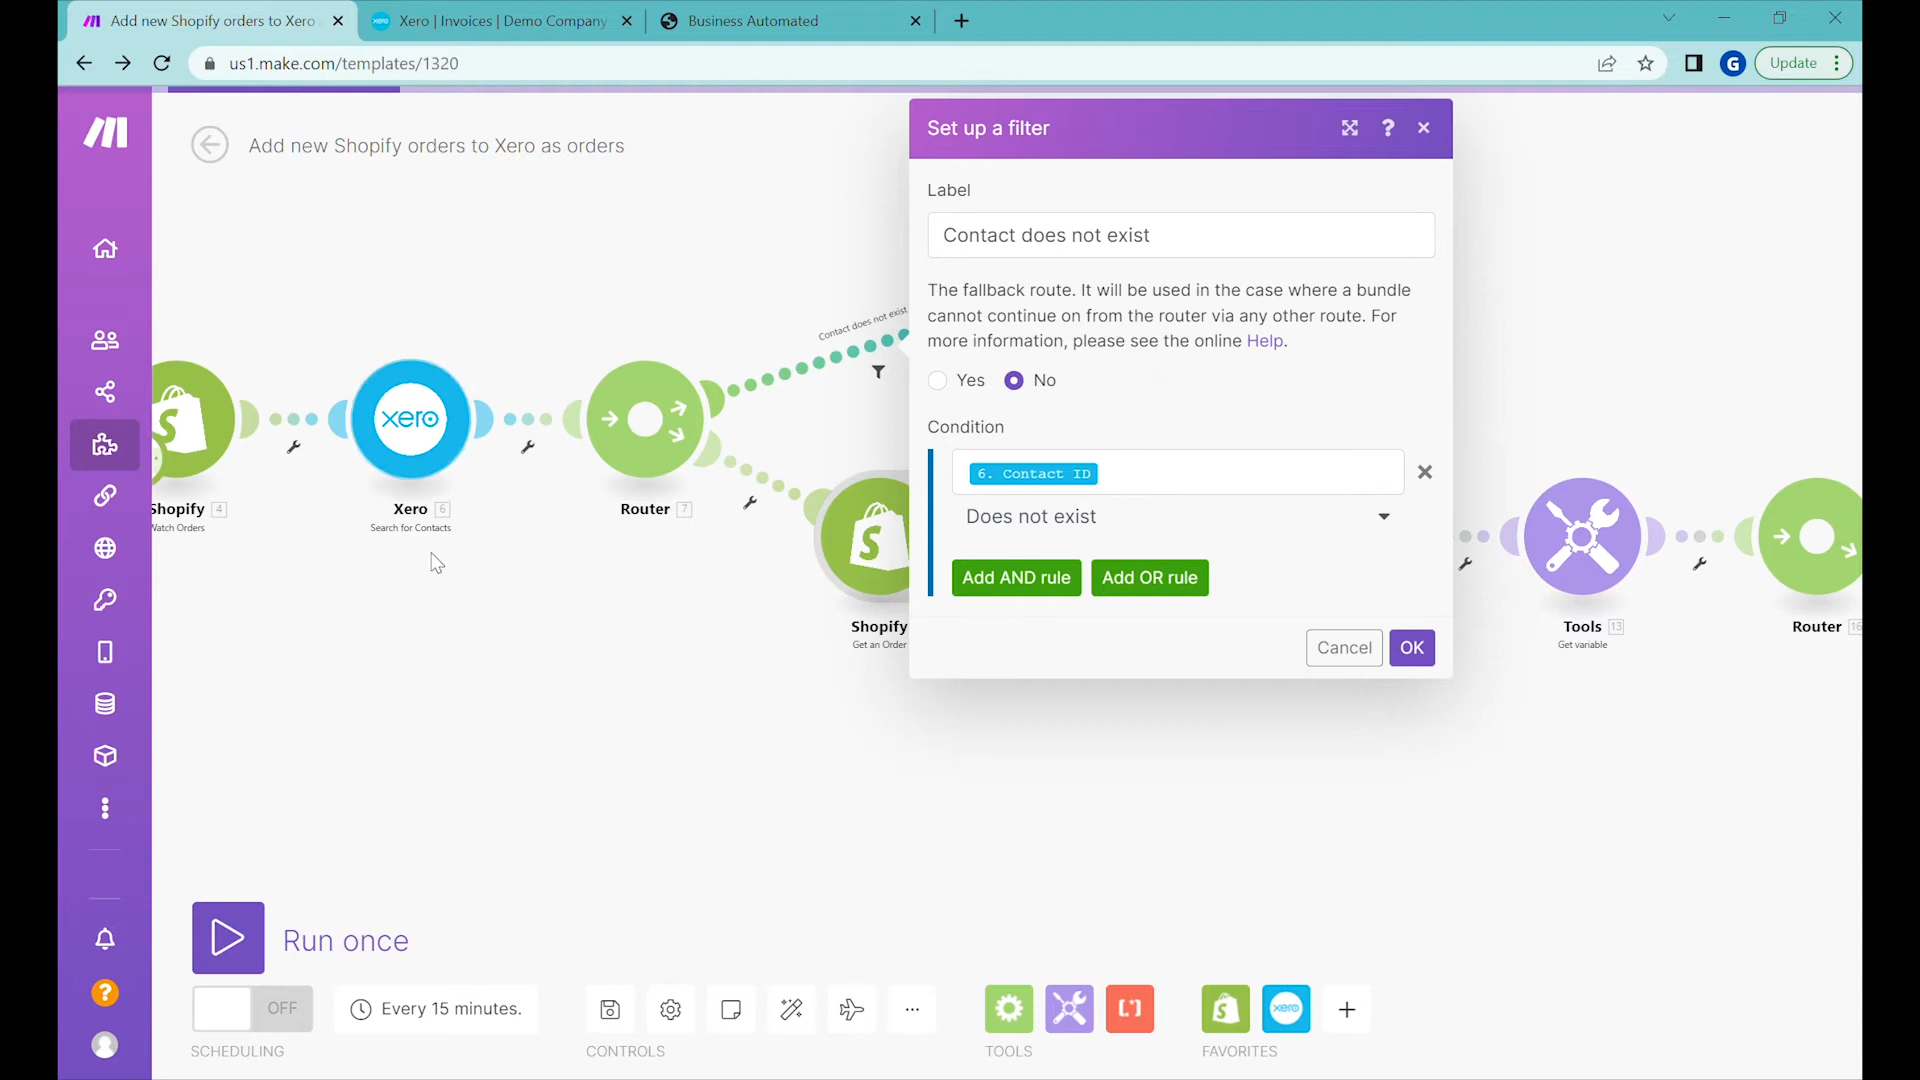 Add new Shopify orders to Xero
Xero | Invoices | Demo Company
Business Automated
us1.make.com/templates/1320
G
Update
Add new Shopify orders to Xero as orders
Set up a filter
?
Label
Contact does not exist
The fallback route. It will be used in the case where a bundle
cannot continue on from the router via any other route. For
more information, please see the online Help.
Yes
No
Condition
6. Contact ID
Does not exist
Add AND rule
Add OR rule
Cancel
OK
Contact does not exist
xero
Shopify 4
Watch Orders
Xero 6
Search for Contacts
Router 7
Shopify
Get an Order
Tools 13
Get variable
Router 16
Run once
OFF
Every 15 minutes.
xero
?
SCHEDULING
CONTROLS
TOOLS
FAVORITES